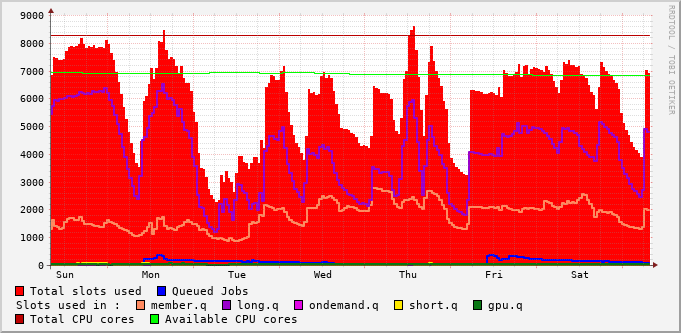 9000
8000
7000
6000
5000
4000
3000
2000
1000
0
Sun Mon Tue Wed Thu Fri Sat
RRDTOOL / TOBI OETIKER
Total slots used Queued Jobs
Slots used in : member.q long.q ondemand.q short.q gpu.q
Total CPU cores Available CPU cores